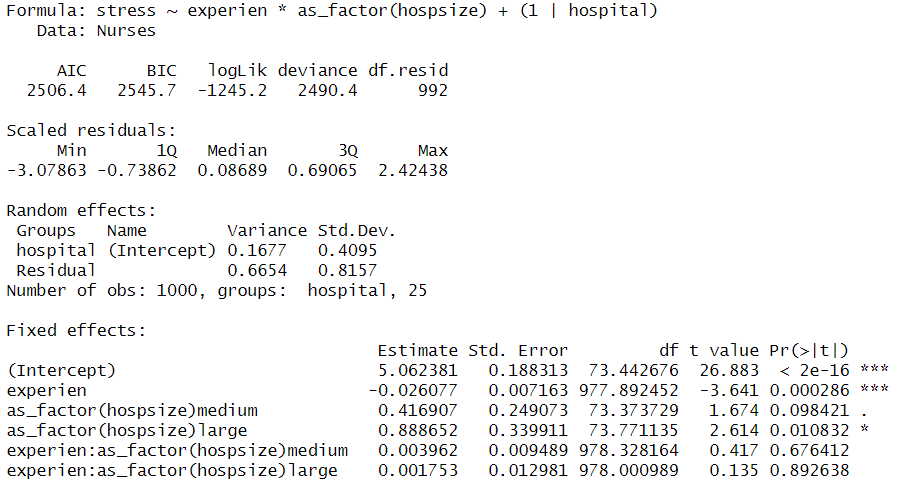 Formula: stress ~ experien * as_factor(hospsize) + (1 | hospital)
   Data: Nurses

     AIC      BIC   logLik deviance df.resid
  2506.4   2545.7  -1245.2   2490.4      992

Scaled residuals:
     Min       1Q   Median       3Q      Max
-3.07863 -0.73862  0.08689  0.69065  2.42438

Random effects:
 Groups   Name        Variance Std.Dev.
 hospital (Intercept) 0.1677   0.4095
 Residual             0.6654   0.8157
Number of obs: 1000, groups:  hospital, 25

Fixed effects:
                                     Estimate Std. Error         df t value Pr(>|t|)
(Intercept)                          5.062381   0.188313  73.442676  26.883  < 2e-16 ***
experien                            -0.026077   0.007163 977.892452  -3.641 0.000286 ***
as_factor(hospsize)medium            0.416907   0.249073  73.373729   1.674 0.098421 .
as_factor(hospsize)large             0.888652   0.339911  73.771135   2.614 0.010832 *
experien:as_factor(hospsize)medium   0.003962   0.009489 978.328164   0.417 0.676412
experien:as_factor(hospsize)large    0.001753   0.012981 978.000989   0.135 0.892638